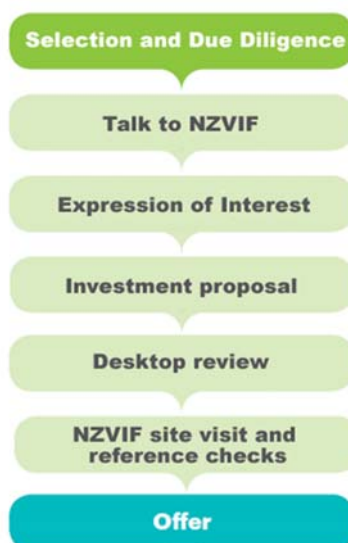 Selection and Due Diligence
Talk to NZVIF
Expression of Interest
Investment proposal
Desktop review
NZVIF site visit and
reference checks
Offer